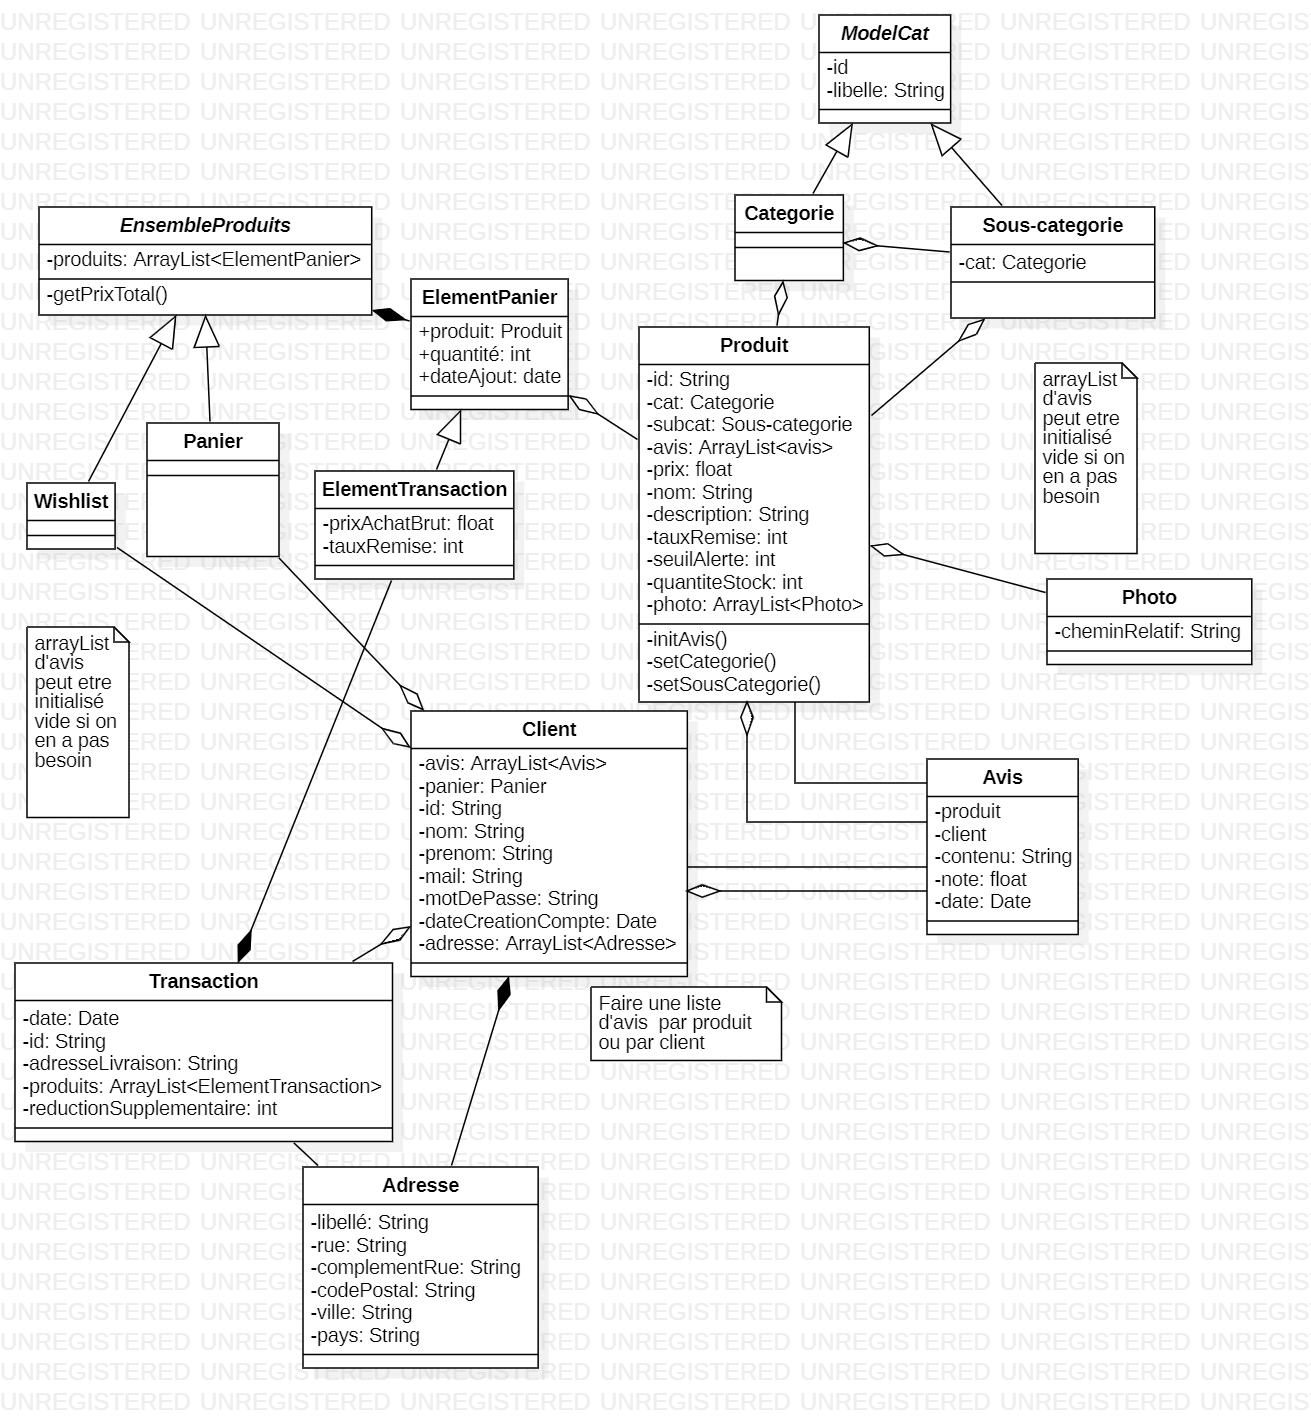 ModelCat
-id
-libelle: String
Categorie
Sous-categorie
-cat: Categorie
EnsembleProduits
-produits: ArrayList<ElementPanier>
-getPrixTotal()
ElementPanier
+produit: Produit
+quantité: int
+dateAjout: date
Produit
-id: String
-cat: Categorie
-subcat: Sous-categorie
-avis: ArrayList<avis>
-prix: float
-nom: String
-description: String
-tauxRemise: int
-seuilAlerte: int
-quantiteStock: int
-photo: ArrayList<Photo>
-initAvis()
-setCategorie()
-setSousCategorie()
arrayList
d'avis
peut etre
initialisé
vide si on
en a pas
besoin
Panier
Wishlist
ElementTransaction
-prixAchatBrut: float
-tauxRemise: int
Photo
-cheminRelatif: String
arrayList
d'avis
peut etre
initialisé
vide si on
en a pas
besoin
Client
-avis: ArrayList<Avis>
-panier: Panier
-id: String
-nom: String
-prenom: String
-mail: String
-motDePasse: String
-dateCreationCompte: Date
-adresse: ArrayList<Adresse>
Avis
-produit
-client
-contenu: String
-note: float
-date: Date
Transaction
-date: Date
-id: String
-adresseLivraison: String
-produits: ArrayList<ElementTransaction>
-reductionSupplementaire: int
Faire une liste
d'avis  par produit
ou par client
Adresse
-libellé: String
-rue: String
-complementRue: String
-codePostal: String
-ville: String
-pays: String
UNREGISTERED